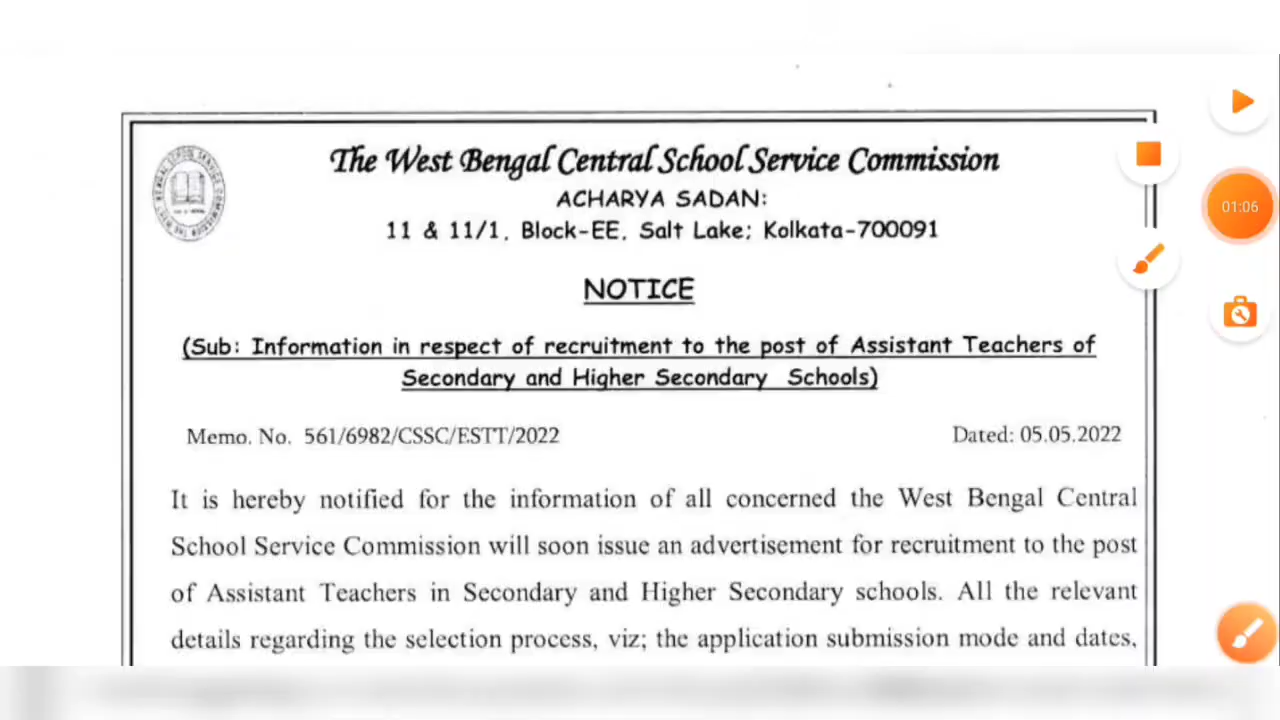 The West Bengal Central School Service Commission
ACHARYA SADAN:
11 & 11/1, Block-EE, Salt Lake; Kolkata-700091
NOTICE
(Sub: Information in respect of recruitment to the post of Assistant Teachers of
Secondary and Higher Secondary Schools)
Memo. No. 561/6982/CSSC/ESTT/2022 Dated: 05.05.2022
It is hereby notified for the information of all concerned the West Bengal Central
School Service Commission will soon issue an advertisement for recruitment to the post
of Assistant Teachers in Secondary and Higher Secondary schools. All the relevant
details regarding the selection process, viz; the application submission mode and dates,
01:06